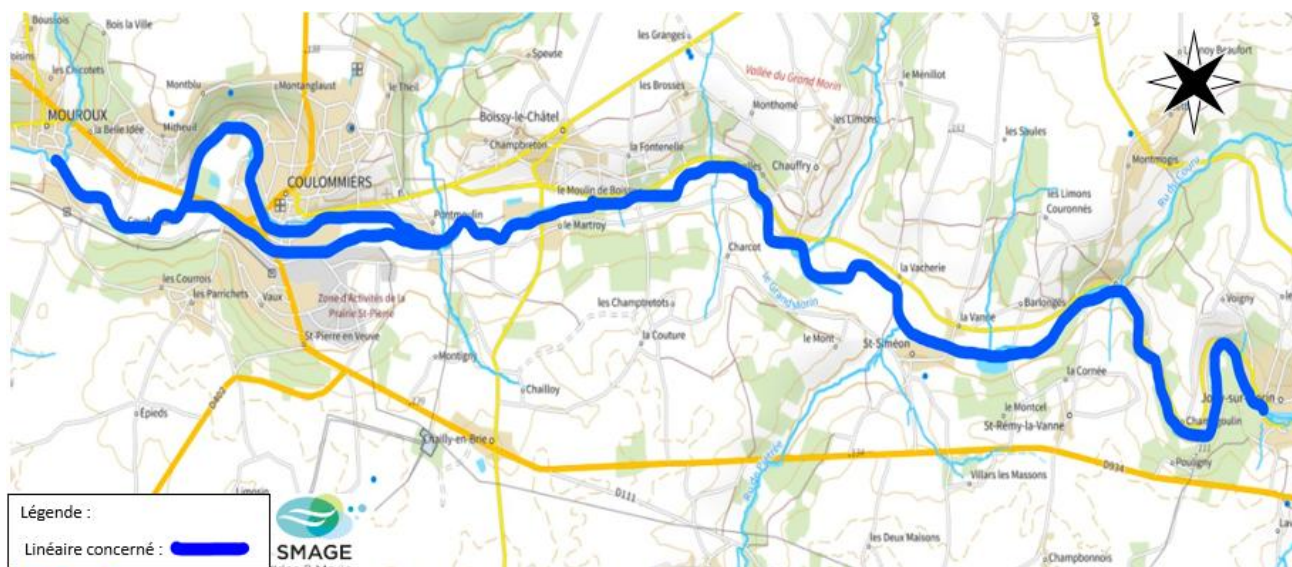 Boussois
Bois la Ville
les Granges
Speuse
les Chicotets
Montblu
Montanglaust
le Theil
les Brosses
Vallée du Grand Morin
le Ménillot
MOUROUX
la Belle Idée
Mitheuil
Boissy-le-Châtel
Champbreton
Monthomé
les Limons
les Saules
Montmogis
la Fontenelle
Chauffry
Ru du
COULOMMIERS
le Moulin de Boissy
les Limons
Couronnés
Pontmoulin
le Martroy
Charcot
le Grand Morin
la Vacherie
les Courrois
les Parrichets
Vaux
Zone d'Activités de la
Prairie St-Pierre
les Champtretots
Barlonges
Voigny
la Vanne
St-Pierre en Veuve
la Couture
le Mont
St-Siméon
Montigny
la Cornée
Chailloy
D402
Épieds
le Montcel
St-Rémy-la-Vanne
Chailly-en-Brie
134
D934
Pouligny
Villars les Massons
D111
les Deux Maisons
Champbonnois
Légende :
Linéaire concerné :
SMAGE